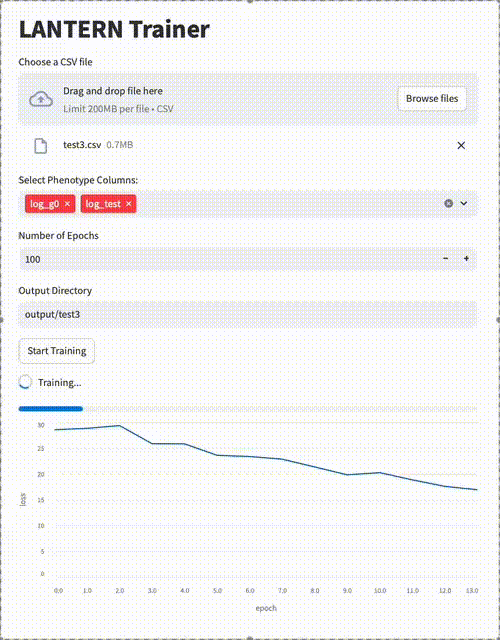 LANTERN Trainer
Choose a CSV file
Drag and drop file here
Limit 200MB per file • CSV
Browse files
test3.csv 0.7MB
Select Phenotype Columns:
log_g0 × log_test ×
Number of Epochs
100
Output Directory
output/test3
Start Training
Training...
30
25
20
15
10
5
0
loss
0.0 1.0 2.0 3.0 4.0 5.0 6.0 7.0 8.0 9.0 10.0 11.0 12.0 13.0
epoch